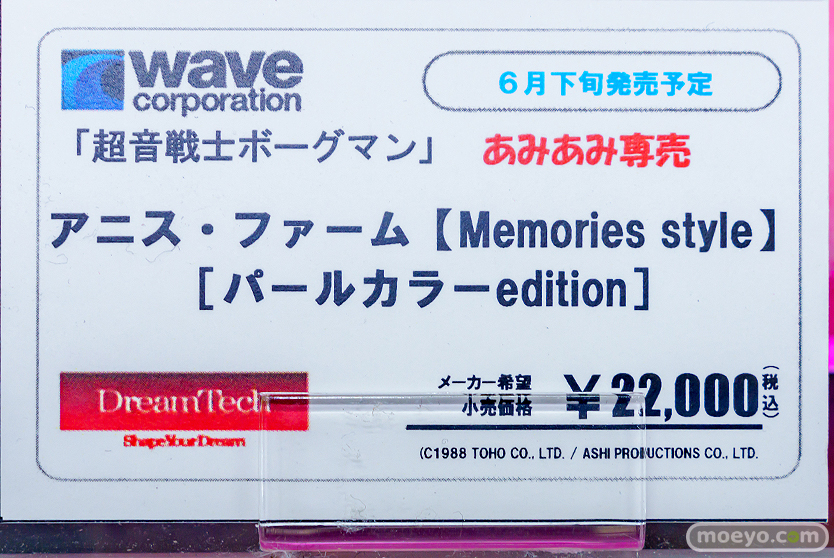 wave
corporation
6月下旬発売予定
「超音戦士ボーグマン」
あみあみ専売
アニス・ファーム【Memories style】
[パールカラーedition]
DreamTech
ShapeYourDream
メーカー希望
小売価格
¥22,000(税込)
(C1988 TOHO CO., LTD. / ASHI PRODUCTIONS CO., LTD.
moeyo.com